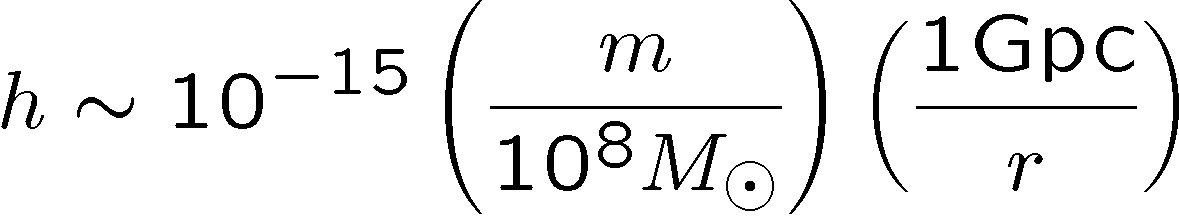 h ∼ 10^{−15} (m / 10^8 M_⊙) (1Gpc / r)